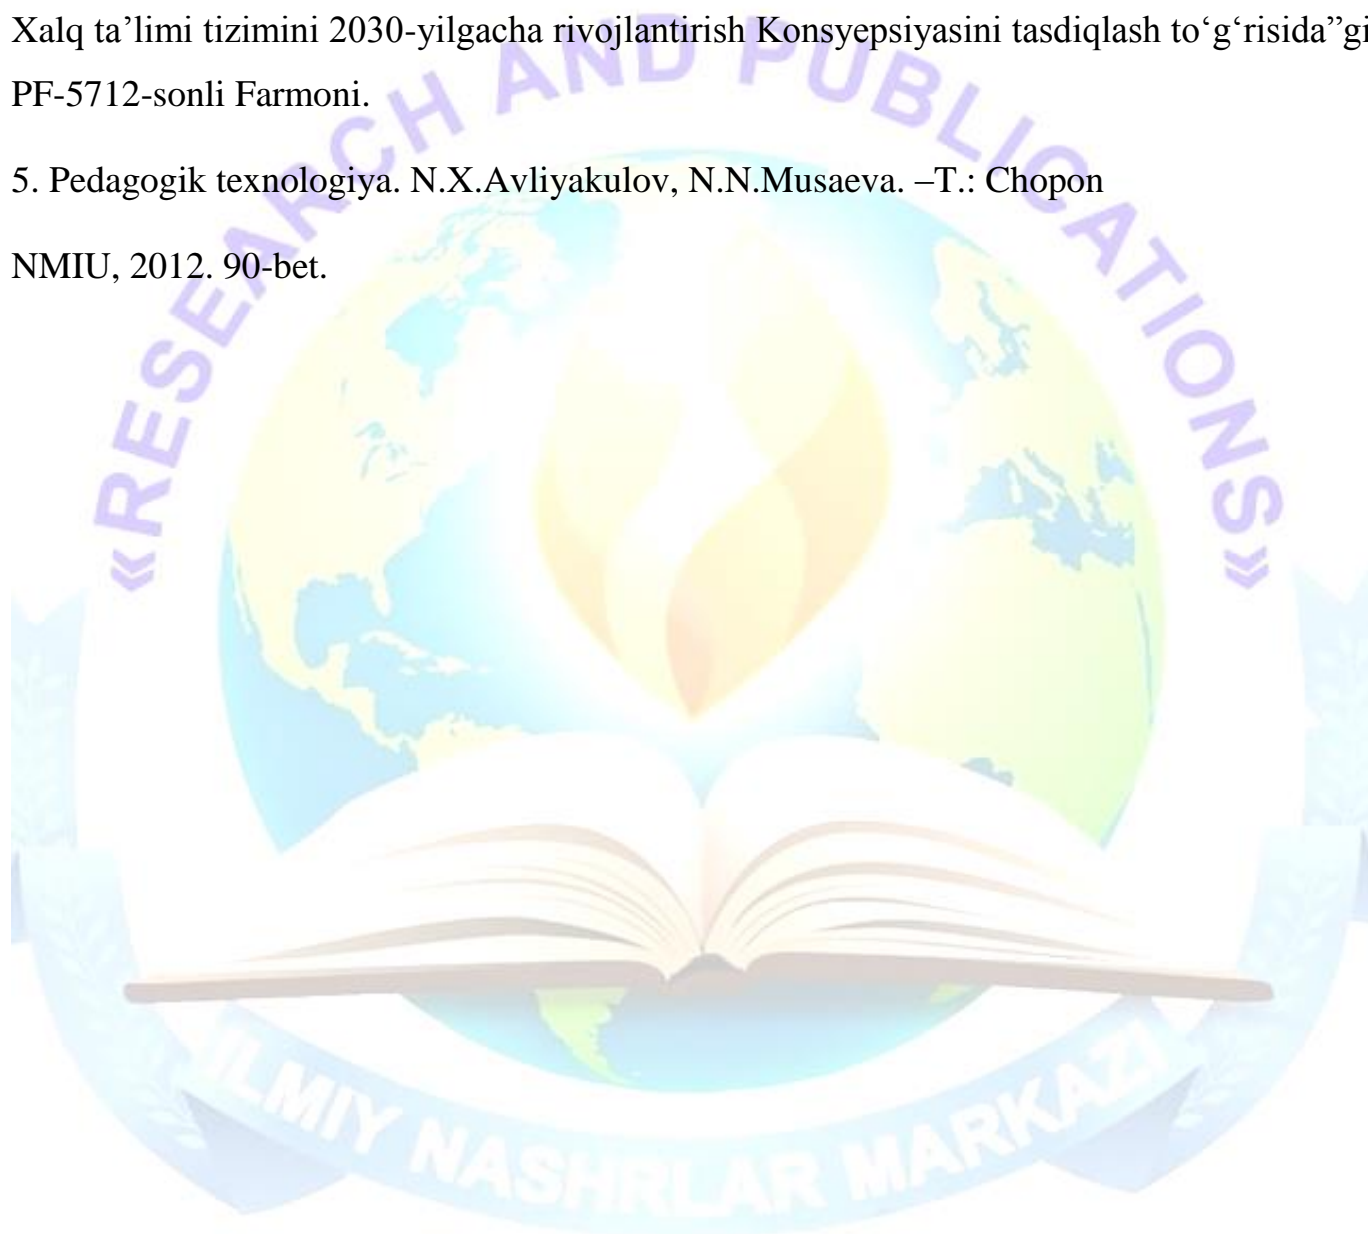 Xalq ta’limi tizimini 2030-yilgacha rivojlantirish Konsyepsiyasini tasdiqlash to‘g‘risida”gi
PF-5712-sonli Farmoni.
5. Pedagogik texnologiya. N.X.Avliyakulov, N.N.Musaeva. –T.: Chopon
NMIU, 2012. 90-bet.
«RESEARCH AND PUBLICATIONS»
ILMIY NASHRLAR MARKAZI